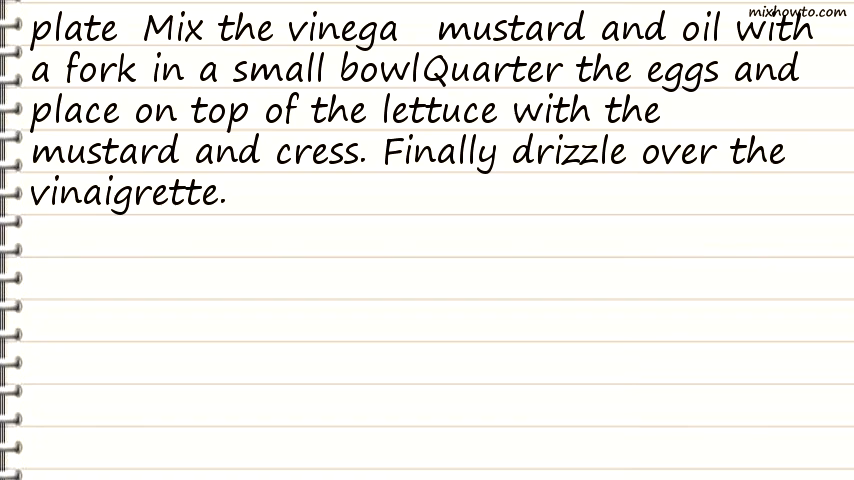 mixhowto.com
plate  Mix the vinega   mustard and oil with
a fork in a small bowlQuarter the eggs and
place on top of the lettuce with the
mustard and cress. Finally drizzle over the
vinaigrette.